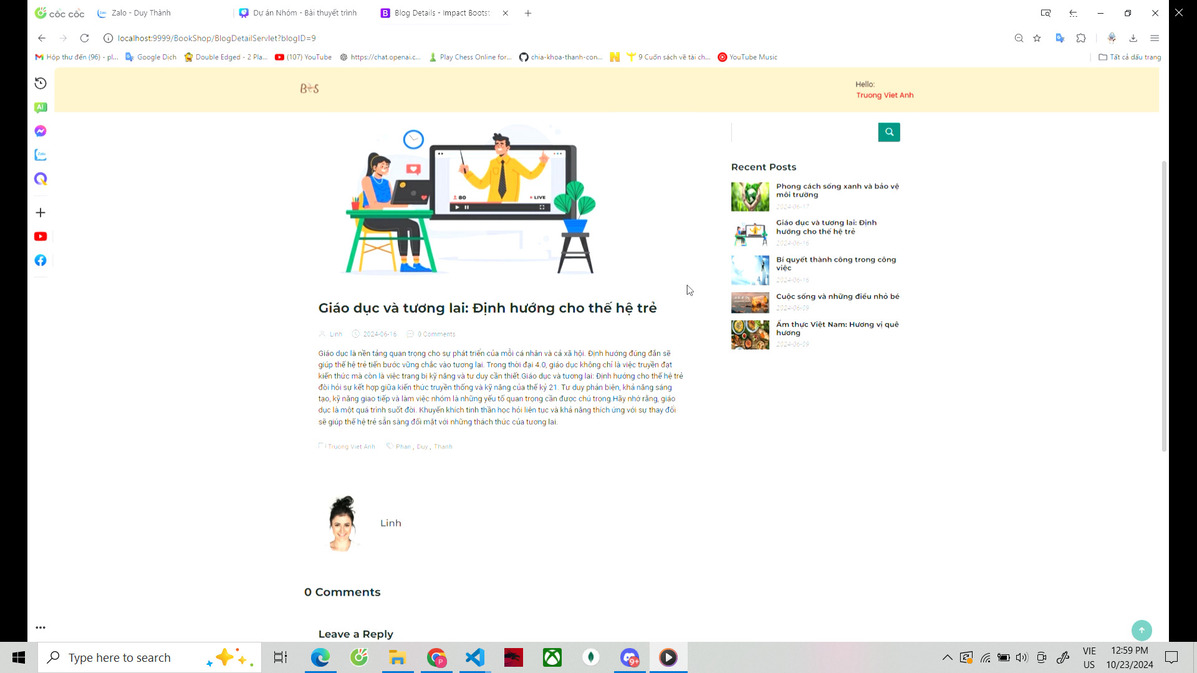 cốc cốc
Zalo - Duy Thành
Dự án Nhóm - Bài thuyết trình
Blog Details - Impact Boots
localhost:9999/BookShop/BlogDetailServlet?blogID=9
Hộp thư đến (96) - pl...
Google Dịch
Double Edged - 2 Pla...
(107) YouTube
https://chat.openai.c...
Play Chess Online for...
chia-khoa-thanh-con...
9 Cuốn sách về tài ch...
YouTube Music
Tất cả dấu trang
Hello:
Truong Viet Anh
LIVE
Giáo dục và tương lai: Định hướng cho thế hệ trẻ
Linh
2024-06-16
0 Comments
Giáo dục là nền tảng quan trọng cho sự phát triển của mỗi cá nhân và cả xã hội. Định hướng đúng đắn sẽ
giúp thế hệ trẻ tiến bước vững chắc vào tương lai. Trong thời đại 4.0, giáo dục không chỉ là việc truyền đạt
kiến thức mà còn là việc trang bị kỹ năng và tư duy cần thiết.Giáo dục và tương lai: Định hướng cho thế hệ trẻ
đòi hỏi sự kết hợp giữa kiến thức truyền thống và kỹ năng của thế kỷ 21. Tư duy phản biện, khả năng sáng
tạo, kỹ năng giao tiếp và làm việc nhóm là những yếu tố quan trọng cần được chú trọng.Hãy nhớ rằng, giáo
dục là một quá trình suốt đời. Khuyến khích tinh thần học hỏi liên tục và khả năng thích ứng với sự thay đổi
sẽ giúp thế hệ trẻ sẵn sàng đối mặt với những thách thức của tương lai.
Truong Viet Anh
Phan , Duy , Thanh
Linh
0 Comments
Leave a Reply
Recent Posts
Phong cách sống xanh và bảo vệ
môi trường
2024-06-17
Giáo dục và tương lai: Định
hướng cho thế hệ trẻ
2024-06-16
Bí quyết thành công trong công
việc
2024-06-16
Cuộc sống và những điều nhỏ bé
2024-06-09
Ẩm thực Việt Nam: Hương vị quê
hương
2024-06-09
Type here to search
9+
VIE
US
12:59 PM
10/23/2024